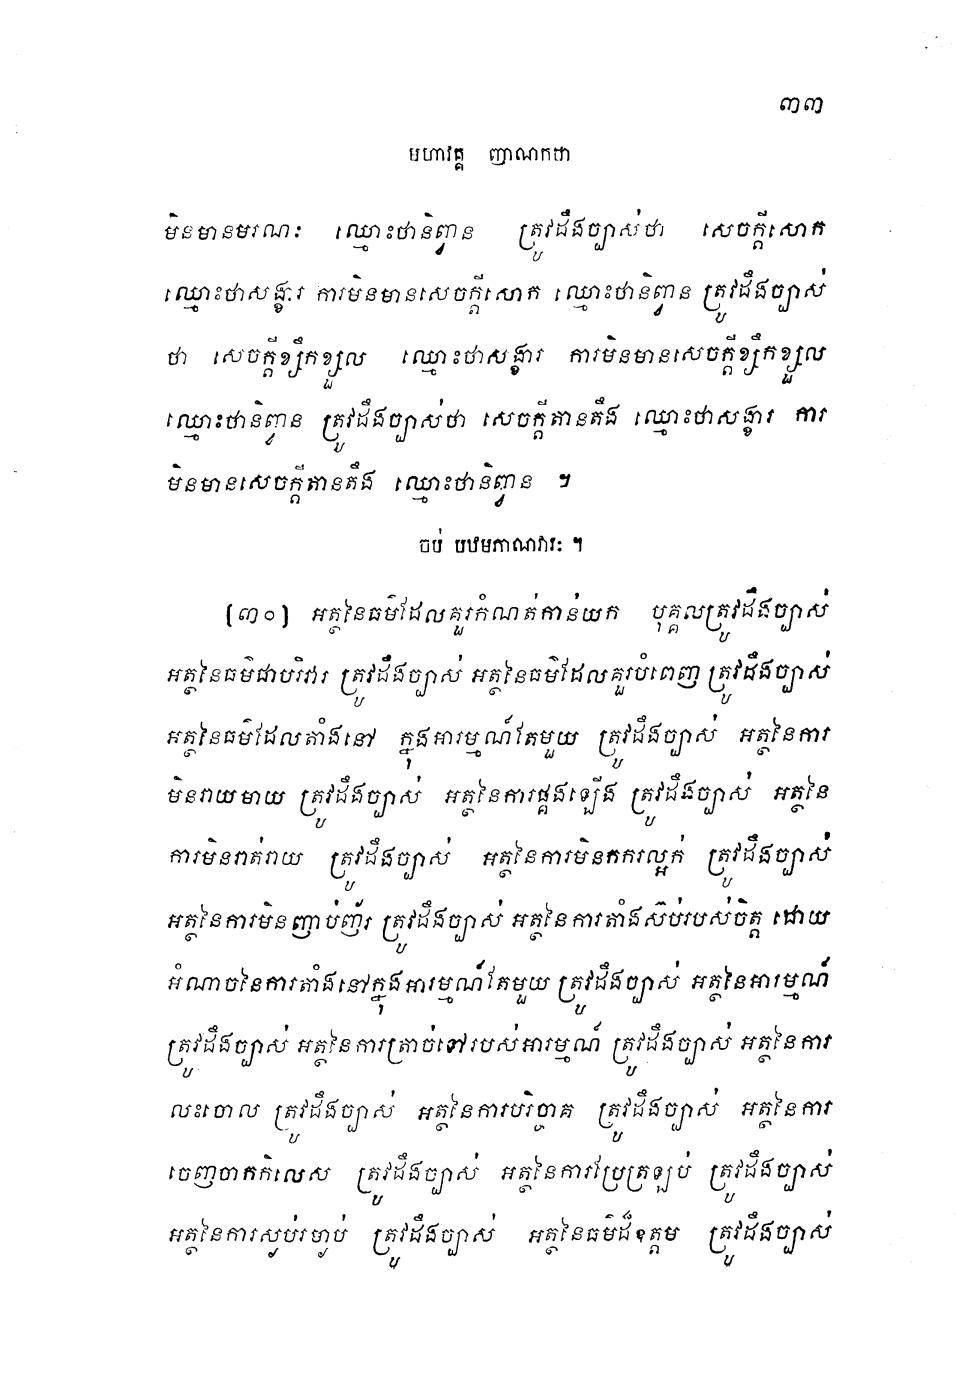 ៣៣
មហាវគ្គ ញាណកថា
មិនមានមរណៈ ឈ្មោះថានិព្វាន ត្រូវដឹងច្បាស់ថា សេចក្តីសោក
ឈ្មោះថាសង្ខារ ការមិនមានសេចក្តីសោក ឈ្មោះថានិព្វាន ត្រូវដឹងច្បាស់
ថា សេចក្តីខ្សឹកខ្សួល ឈ្មោះថាសង្ខារ ការមិនមានសេចក្តីខ្សឹកខ្សួល
ឈ្មោះថានិព្វាន ត្រូវដឹងច្បាស់ថា សេចក្តីតានតឹង ឈ្មោះថាសង្ខារ ការ
មិនមានសេចក្តីតានតឹង ឈ្មោះថានិព្វាន ។
ចប់ បឋមភាណវារៈ ។
(៣០) អត្ថនៃធម៌ដែលគួរកំណត់កាន់យក បុគ្គលត្រូវដឹងច្បាស់
អត្ថនៃធម៌ជាបរិវារ ត្រូវដឹងច្បាស់ អត្ថនៃធម៌ដែលគួរបំពេញ ត្រូវដឹងច្បាស់
អត្ថនៃធម៌ដែលតាំងនៅ ក្នុងអារម្មណ៍តែមួយ ត្រូវដឹងច្បាស់ អត្ថនៃការ
មិនរាយមាយ ត្រូវដឹងច្បាស់ អត្ថនៃការផ្គងឡើង ត្រូវដឹងច្បាស់ អត្ថនៃ
ការមិនរាត់រាយ ត្រូវដឹងច្បាស់ អត្ថនៃការមិនកករល្អក់ ត្រូវដឹងច្បាស់
អត្ថនៃការមិនញាប់ញ័រ ត្រូវដឹងច្បាស់ អត្ថនៃការតាំងស៊ប់របស់ចិត្ត ដោយ
អំណាចនៃការតាំងនៅក្នុងអារម្មណ៍តែមួយ ត្រូវដឹងច្បាស់ អត្ថនៃអារម្មណ៍
ត្រូវដឹងច្បាស់ អត្ថនៃការត្រាច់ទៅរបស់អារម្មណ៍ ត្រូវដឹងច្បាស់ អត្ថនៃការ
លះចោល ត្រូវដឹងច្បាស់ អត្ថនៃការបរិច្ចាគ ត្រូវដឹងច្បាស់ អត្ថនៃការ
ចេញចាកកិលេស ត្រូវដឹងច្បាស់ អត្ថនៃការប្រែត្រឡប់ ត្រូវដឹងច្បាស់
អត្ថនៃការស្ងប់រម្ងាប់ ត្រូវដឹងច្បាស់ អត្ថនៃធម៌ដ៏ឧត្តម ត្រូវដឹងច្បាស់